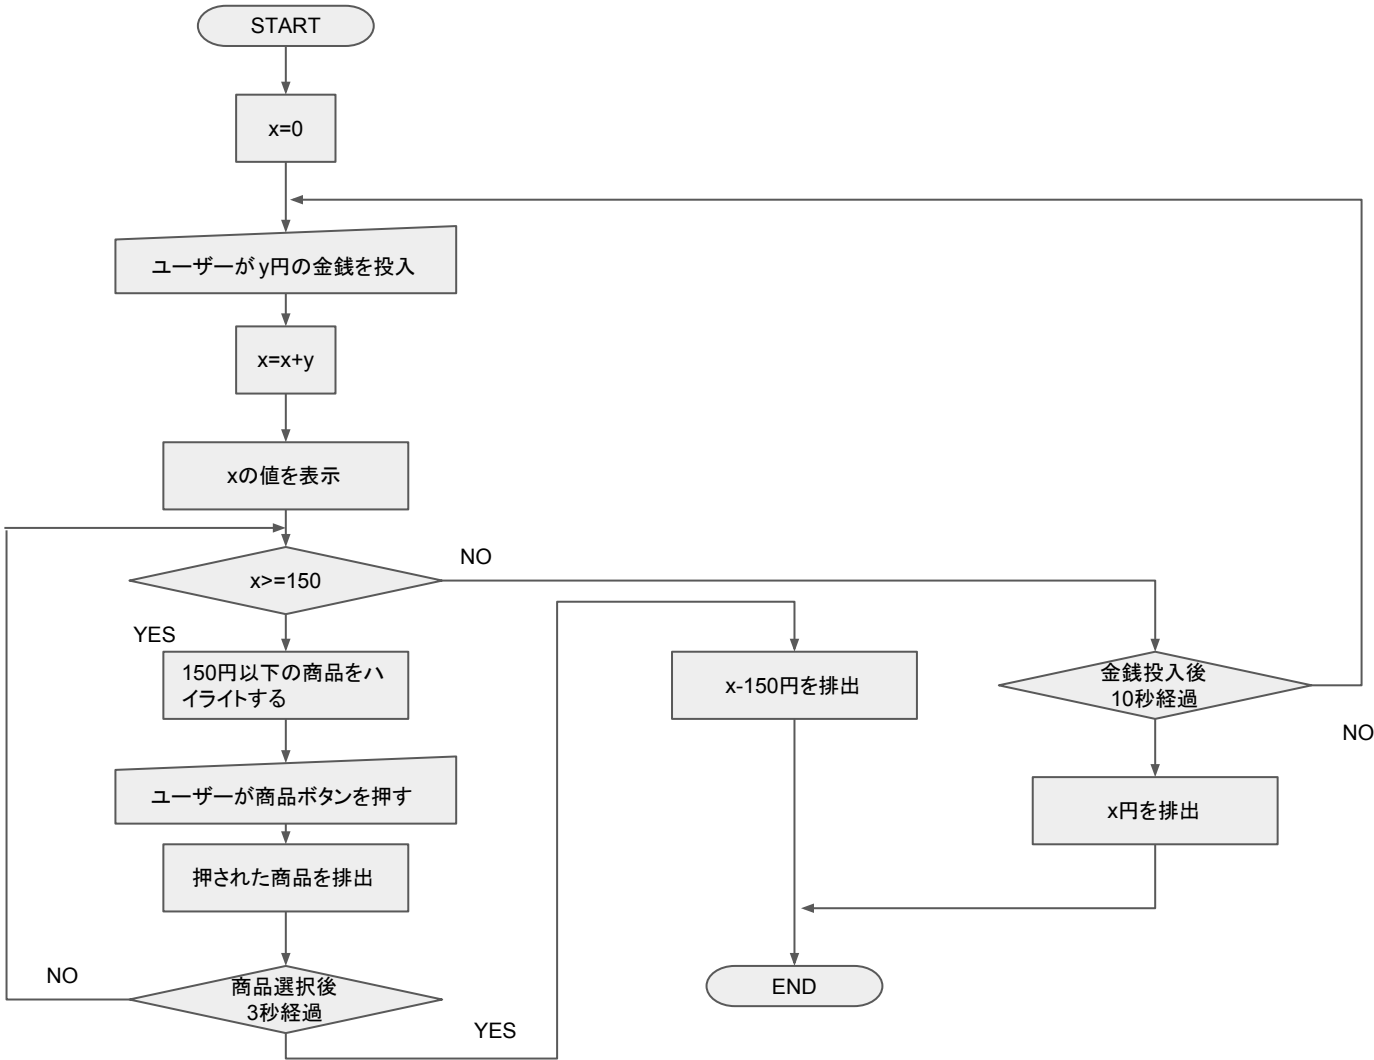 START
x=0
ユーザーがy円の金銭を投入
x=x+y
xの値を表示
x>=150
NO
YES
150円以下の商品をハ
イライトする
ユーザーが商品ボタンを押す
押された商品を排出
商品選択後
3秒経過
NO
YES
x-150円を排出
金銭投入後
10秒経過
NO
x円を排出
END